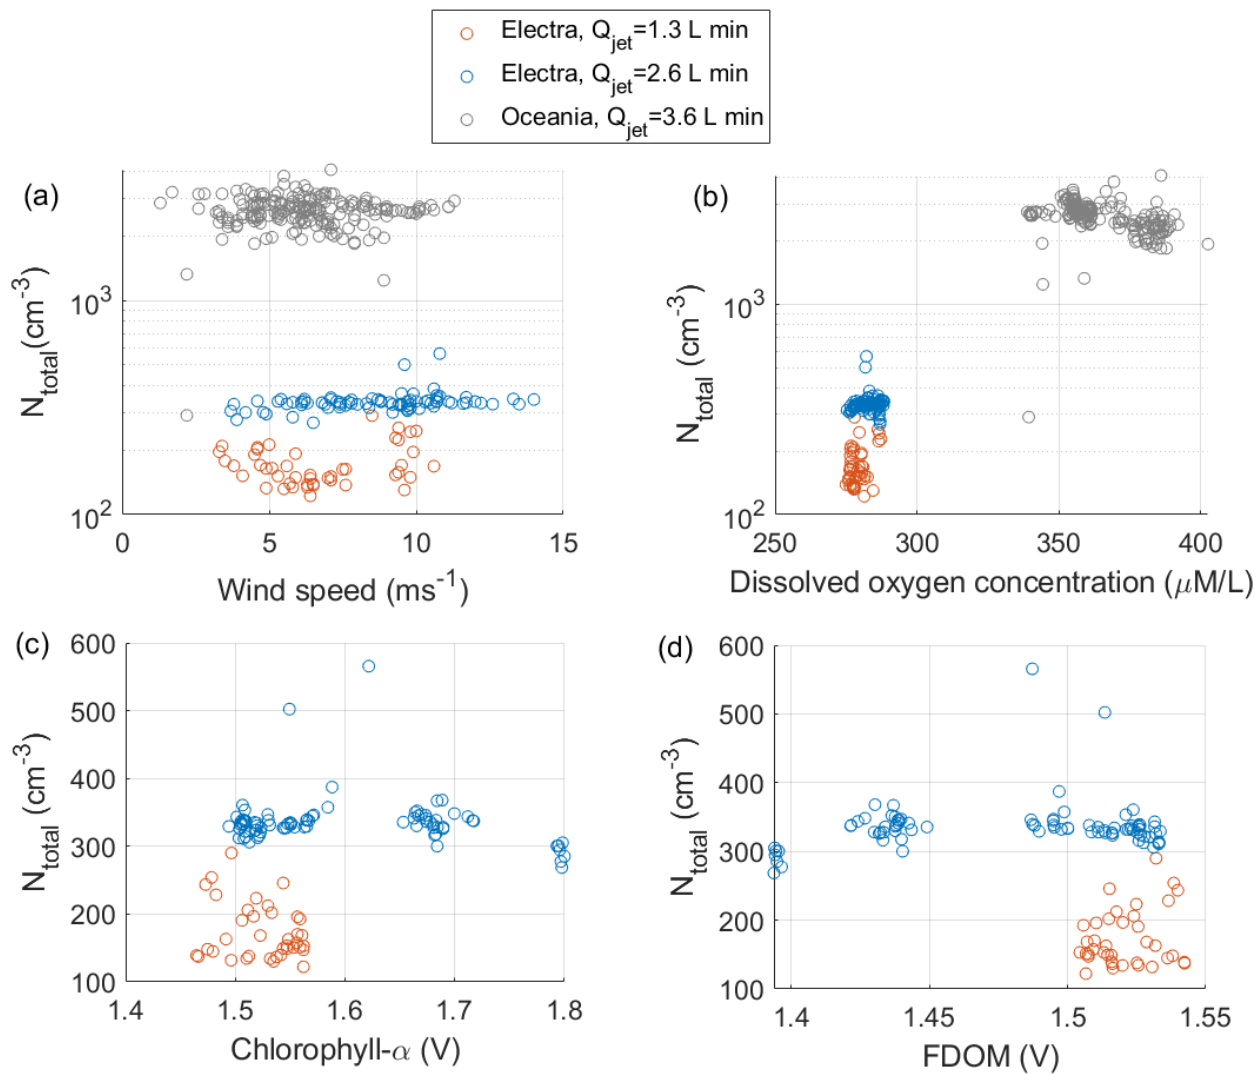 Electra, Q_jet=1.3 L min
Electra, Q_jet=2.6 L min
Oceania, Q_jet=3.6 L min
(a)
N_total(cm^-3)
10^3
10^2
0 5 10 15
Wind speed (ms^-1)
(b)
N_total (cm^-3)
10^3
10^2
250 300 350 400
Dissolved oxygen concentration (μM/L)
(c)
N_total (cm^-3)
600
500
400
300
200
100
1.4 1.5 1.6 1.7 1.8
Chlorophyll-α (V)
(d)
N_total (cm^-3)
600
500
400
300
200
100
1.4 1.45 1.5 1.55
FDOM (V)